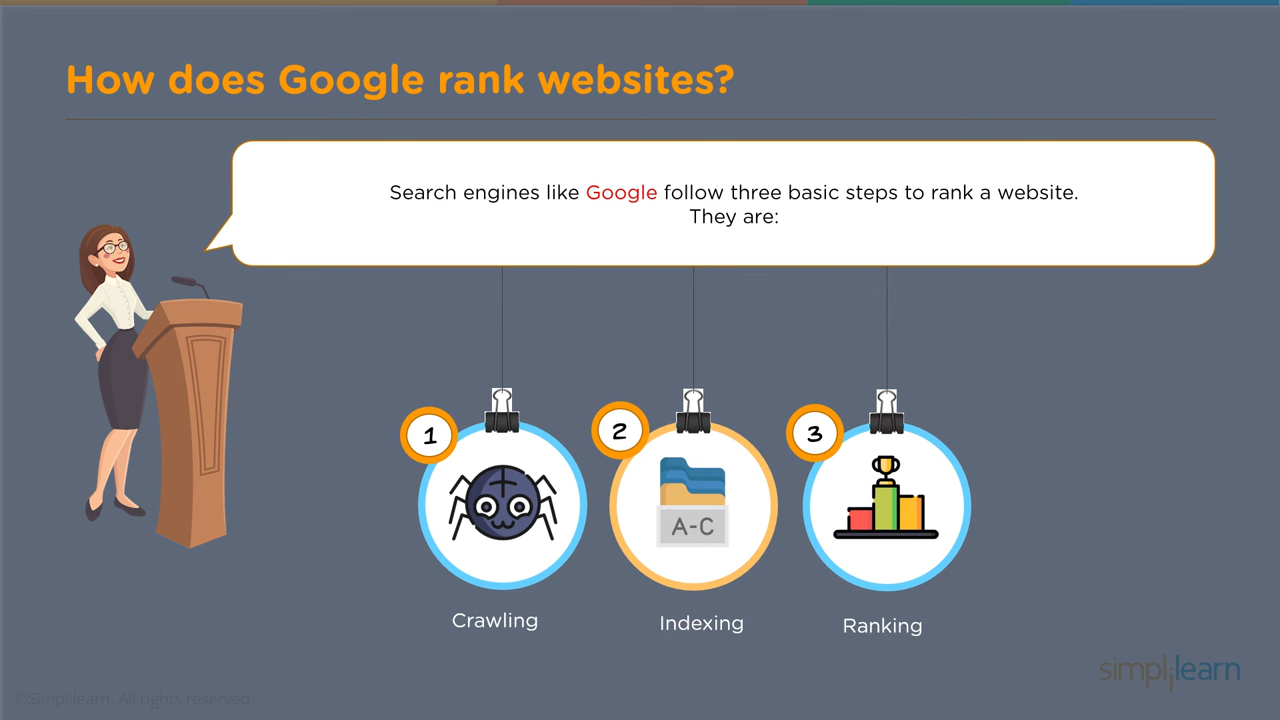 How does Google rank websites?
Search engines like Google follow three basic steps to rank a website.
They are:
1
2
3
A-C
Crawling
Indexing
Ranking
simplilearn
©Simplilearn. All rights reserved.